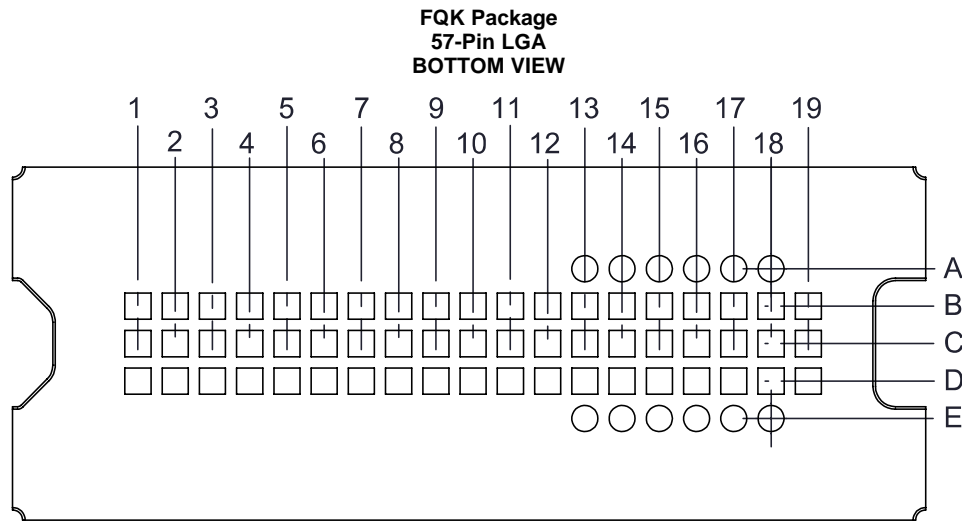 FQK Package
57-Pin LGA
BOTTOM VIEW
1 3 5 7 9 11 13 15 17 19
2 4 6 8 10 12 14 16 18
A
B
C
D
E